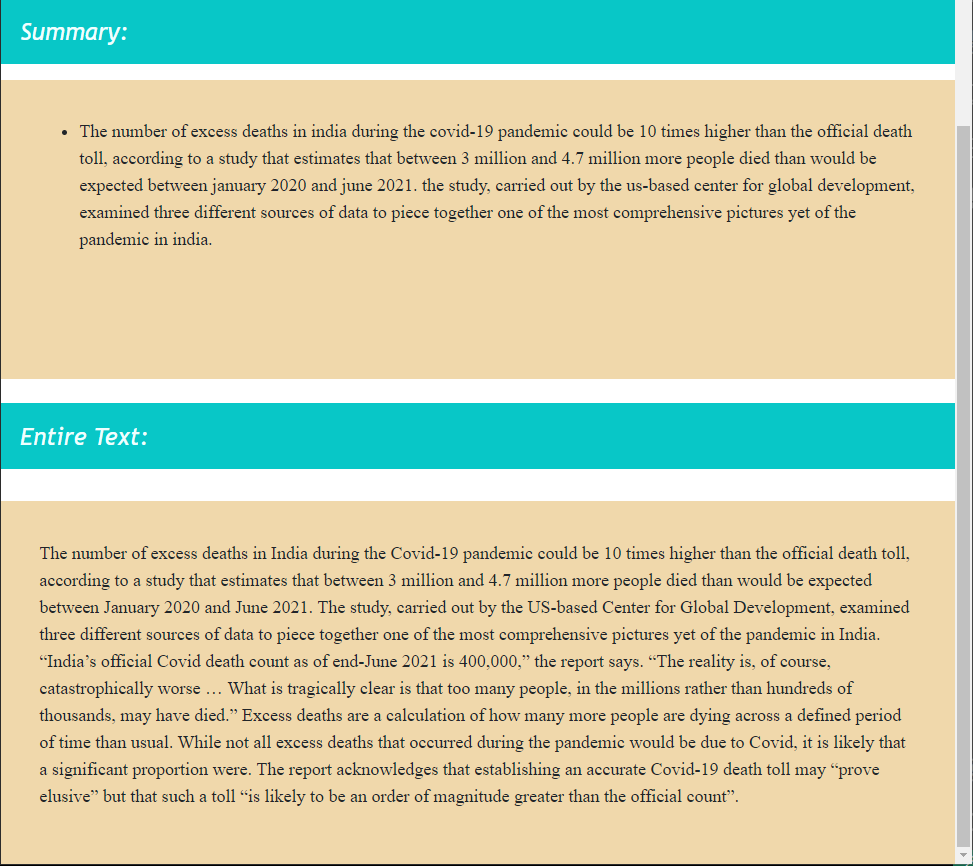 Summary:
• The number of excess deaths in india during the covid-19 pandemic could be 10 times higher than the official death
toll, according to a study that estimates that between 3 million and 4.7 million more people died than would be
expected between january 2020 and june 2021. the study, carried out by the us-based center for global development,
examined three different sources of data to piece together one of the most comprehensive pictures yet of the
pandemic in india.
Entire Text:
The number of excess deaths in India during the Covid-19 pandemic could be 10 times higher than the official death toll,
according to a study that estimates that between 3 million and 4.7 million more people died than would be expected
between January 2020 and June 2021. The study, carried out by the US-based Center for Global Development, examined
three different sources of data to piece together one of the most comprehensive pictures yet of the pandemic in India.
“India’s official Covid death count as of end-June 2021 is 400,000,” the report says. “The reality is, of course,
catastrophically worse … What is tragically clear is that too many people, in the millions rather than hundreds of
thousands, may have died.” Excess deaths are a calculation of how many more people are dying across a defined period
of time than usual. While not all excess deaths that occurred during the pandemic would be due to Covid, it is likely that
a significant proportion were. The report acknowledges that establishing an accurate Covid-19 death toll may “prove
elusive” but that such a toll “is likely to be an order of magnitude greater than the official count”.